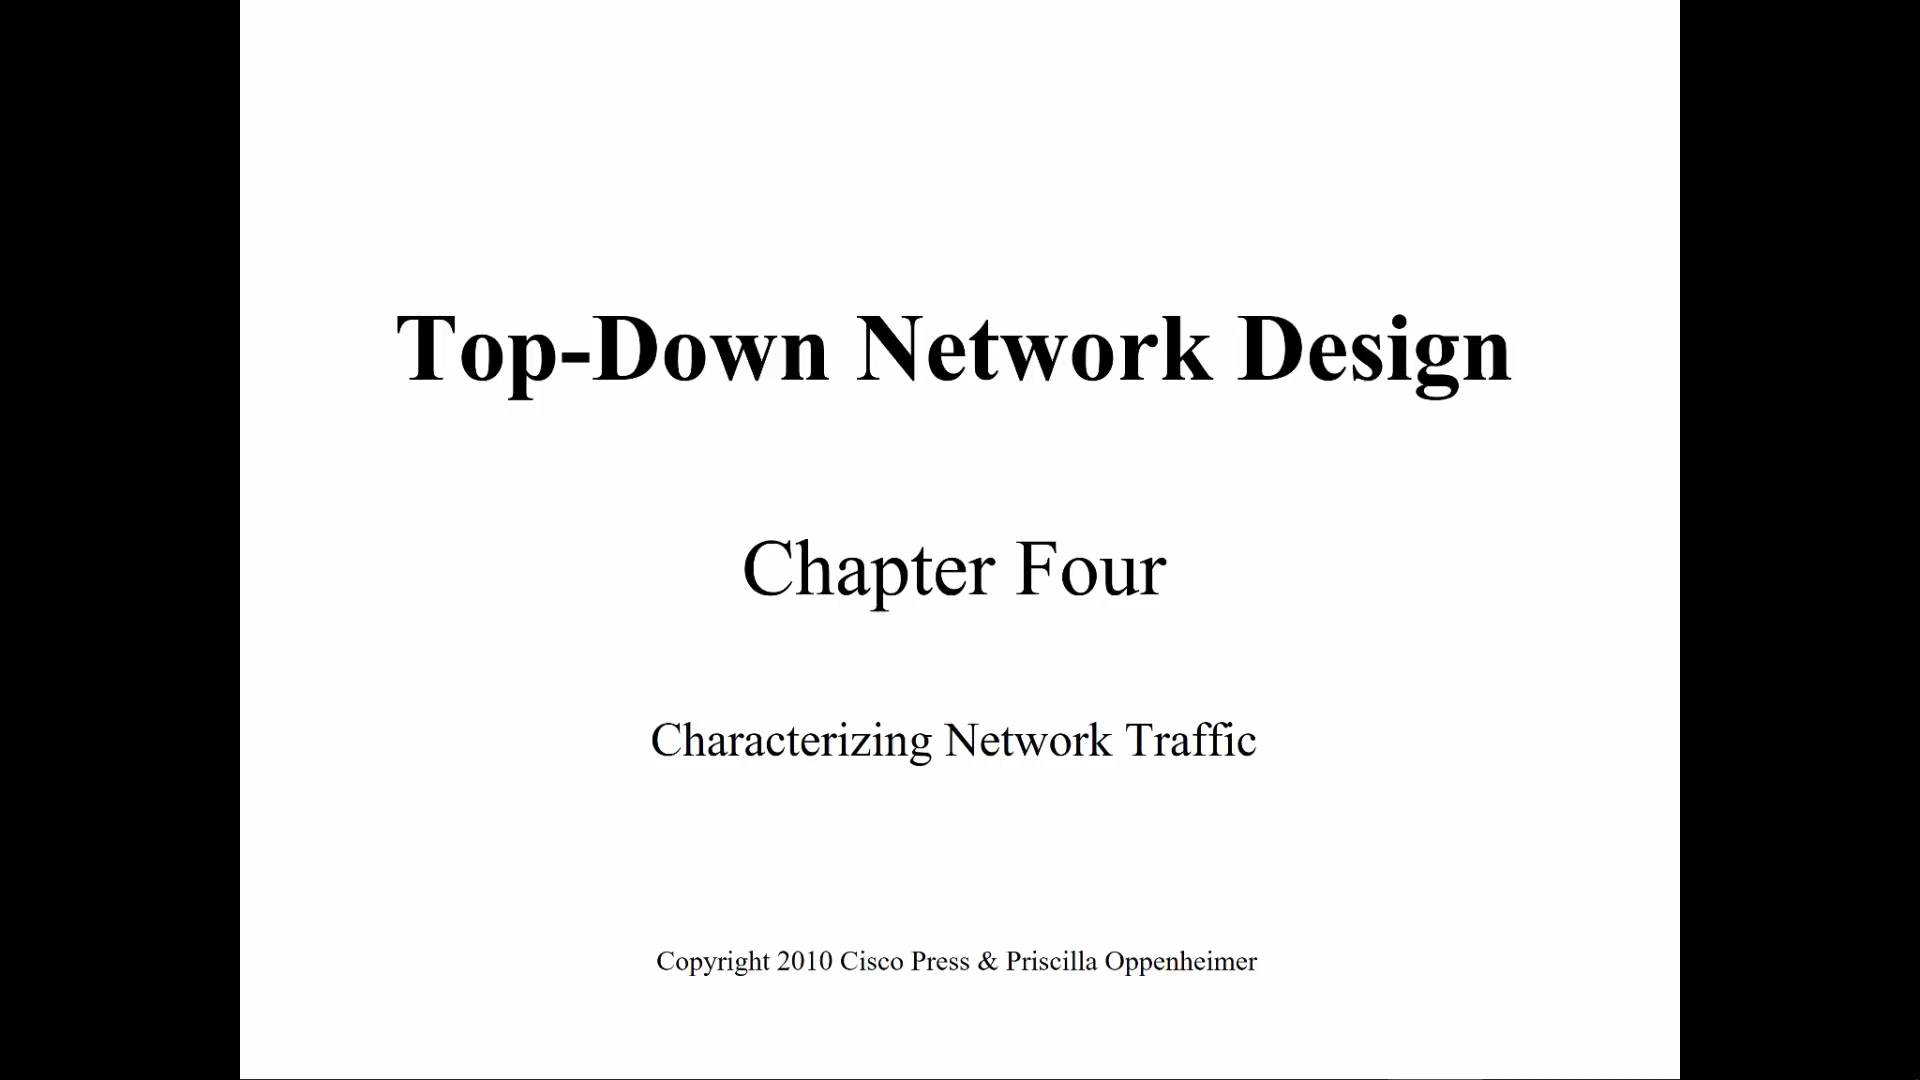 Top-Down Network Design
Chapter Four
Characterizing Network Traffic
Copyright 2010 Cisco Press & Priscilla Oppenheimer